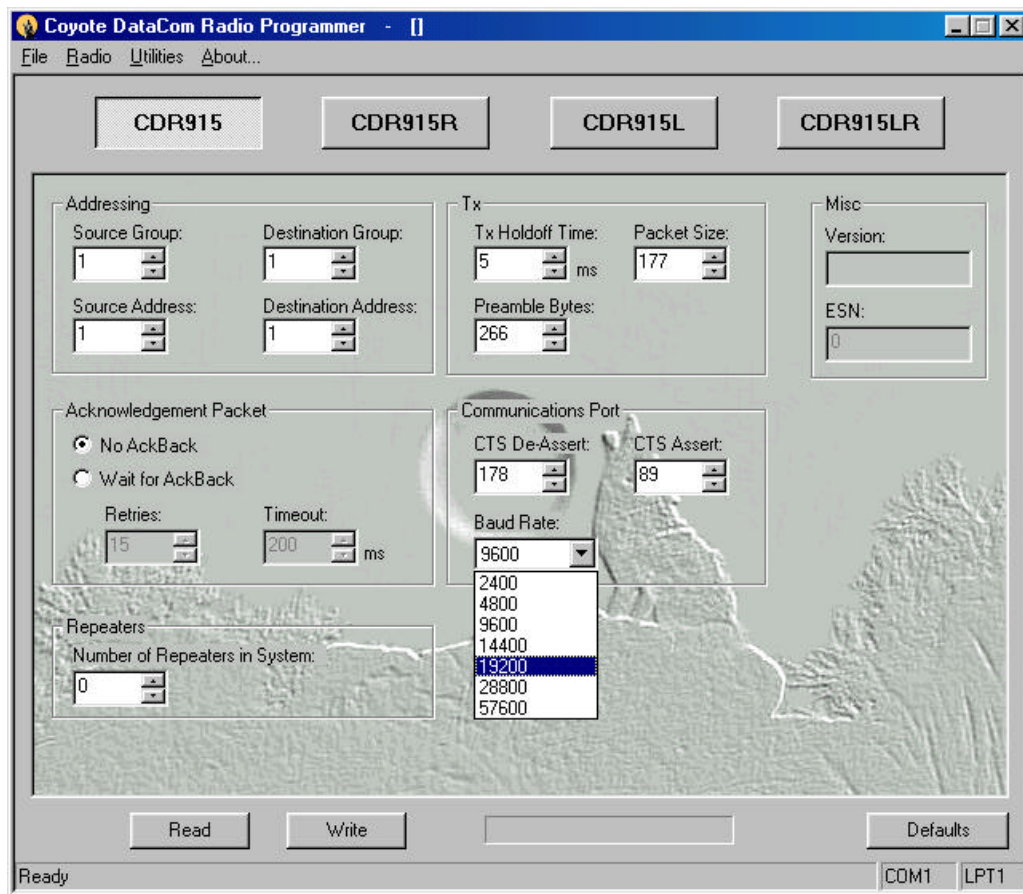 Coyote DataCom Radio Programmer - []
File Radio Utilities About...
CDR915 CDR915R CDR915L CDR915LR
Addressing
Source Group: Destination Group:
1 1
Source Address: Destination Address:
1 1
Tx
Tx Holdoff Time: Packet Size:
5 ms 177
Preamble Bytes:
266
Misc
Version:
ESN:
0
Acknowledgement Packet
No AckBack
Wait for AckBack
Retries: Timeout:
15 200 ms
Communications Port
CTS De-Assert: CTS Assert:
178 89
Baud Rate:
9600
2400
4800
9600
14400
19200
28800
57600
Repeaters
Number of Repeaters in System:
0
Read Write Defaults
Ready COM1 LPT1